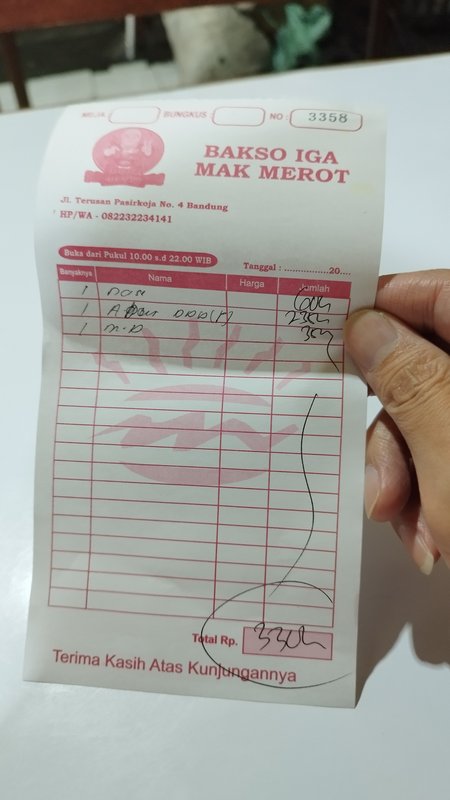 MEJA : BUNGKUS : NO : 3358
BAKSO IGA
MAK MEROT
Jl. Terusan Pasirkoja No. 4 Bandung
HP/WA - 082232234141
Buka dari Pukul 10.00 s.d 22.00 WIB
Tanggal : ................20....
Banyaknya Nama Harga Jumlah
1
1
1
Total Rp.
Terima Kasih Atas Kunjungannya